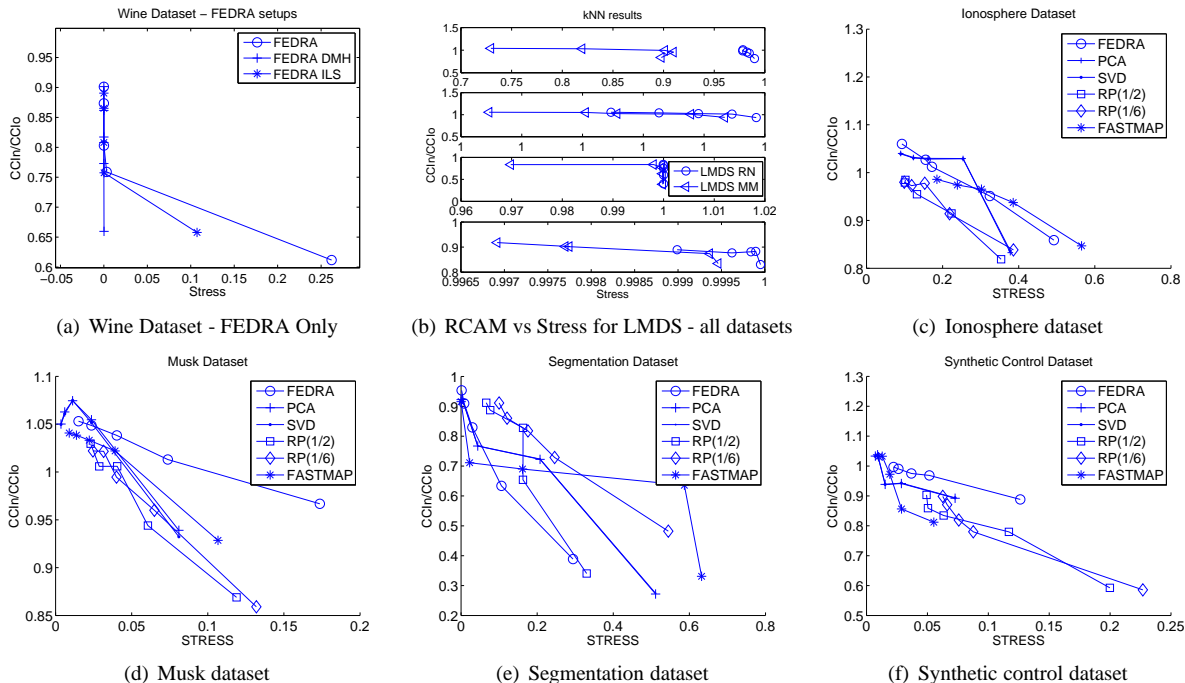 Wine Dataset − FEDRA setups
0.95
0.9
0.85
0.8
0.75
0.7
0.65
0.6
CCIn/CCIo
−0.05 0 0.05 0.1 0.15 0.2 0.25
Stress
FEDRA
FEDRA DMH
FEDRA ILS
(a) Wine Dataset - FEDRA Only
kNN results
1.5
1
0.5
0.7 0.75 0.8 0.85 0.9 0.95 1
1.5
1
0.5
1 1 1 1 1 1
1
0.5
0
0.96 0.97 0.98 0.99 1 1.01 1.02
LMDS RN
LMDS MM
1
0.9
0.8
0.9965 0.997 0.9975 0.998 0.9985 0.999 0.9995 1
CCIn/CCIo
Stress
(b) RCAM vs Stress for LMDS - all datasets
Ionosphere Dataset
1.3
1.2
1.1
1
0.9
0.8
CCIn/CCIo
0 0.2 0.4 0.6 0.8
STRESS
FEDRA
PCA
SVD
RP(1/2)
RP(1/6)
FASTMAP
(c) Ionosphere dataset
Musk Dataset
1.1
1.05
1
0.95
0.9
0.85
CCIn/CCIo
0 0.05 0.1 0.15 0.2
STRESS
FEDRA
PCA
SVD
RP(1/2)
RP(1/6)
FASTMAP
(d) Musk dataset
Segmentation Dataset
1
0.9
0.8
0.7
0.6
0.5
0.4
0.3
0.2
CCIn/CCIo
0 0.2 0.4 0.6 0.8
STRESS
FEDRA
PCA
SVD
RP(1/2)
RP(1/6)
FASTMAP
(e) Segmentation dataset
Synthetic Control Dataset
1.3
1.2
1.1
1
0.9
0.8
0.7
0.6
0.5
CCIn/CCIo
0 0.05 0.1 0.15 0.2 0.25
STRESS
FEDRA
PCA
SVD
RP(1/2)
RP(1/6)
FASTMAP
(f) Synthetic control dataset